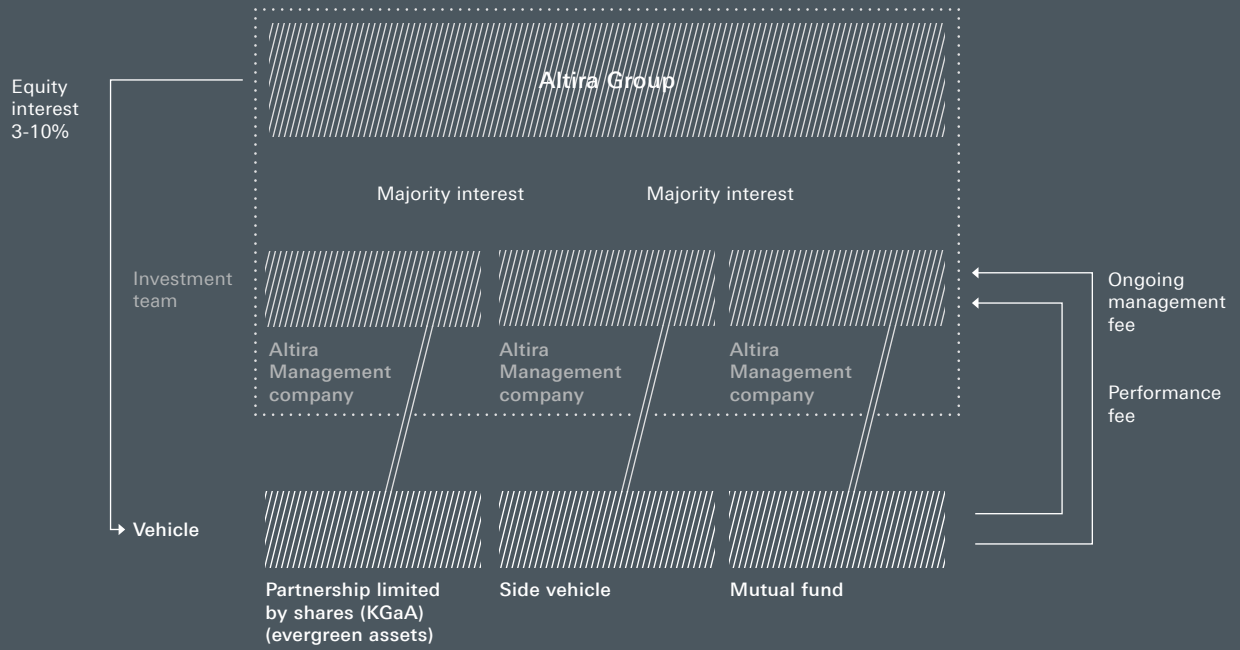 Altira Group
Equity
interest
3-10%
Majority interest
Majority interest
Investment
team
Altira
Management
company
Altira
Management
company
Altira
Management
company
Ongoing
management
fee
Performance
fee
Vehicle
Partnership limited
by shares (KGaA)
(evergreen assets)
Side vehicle
Mutual fund